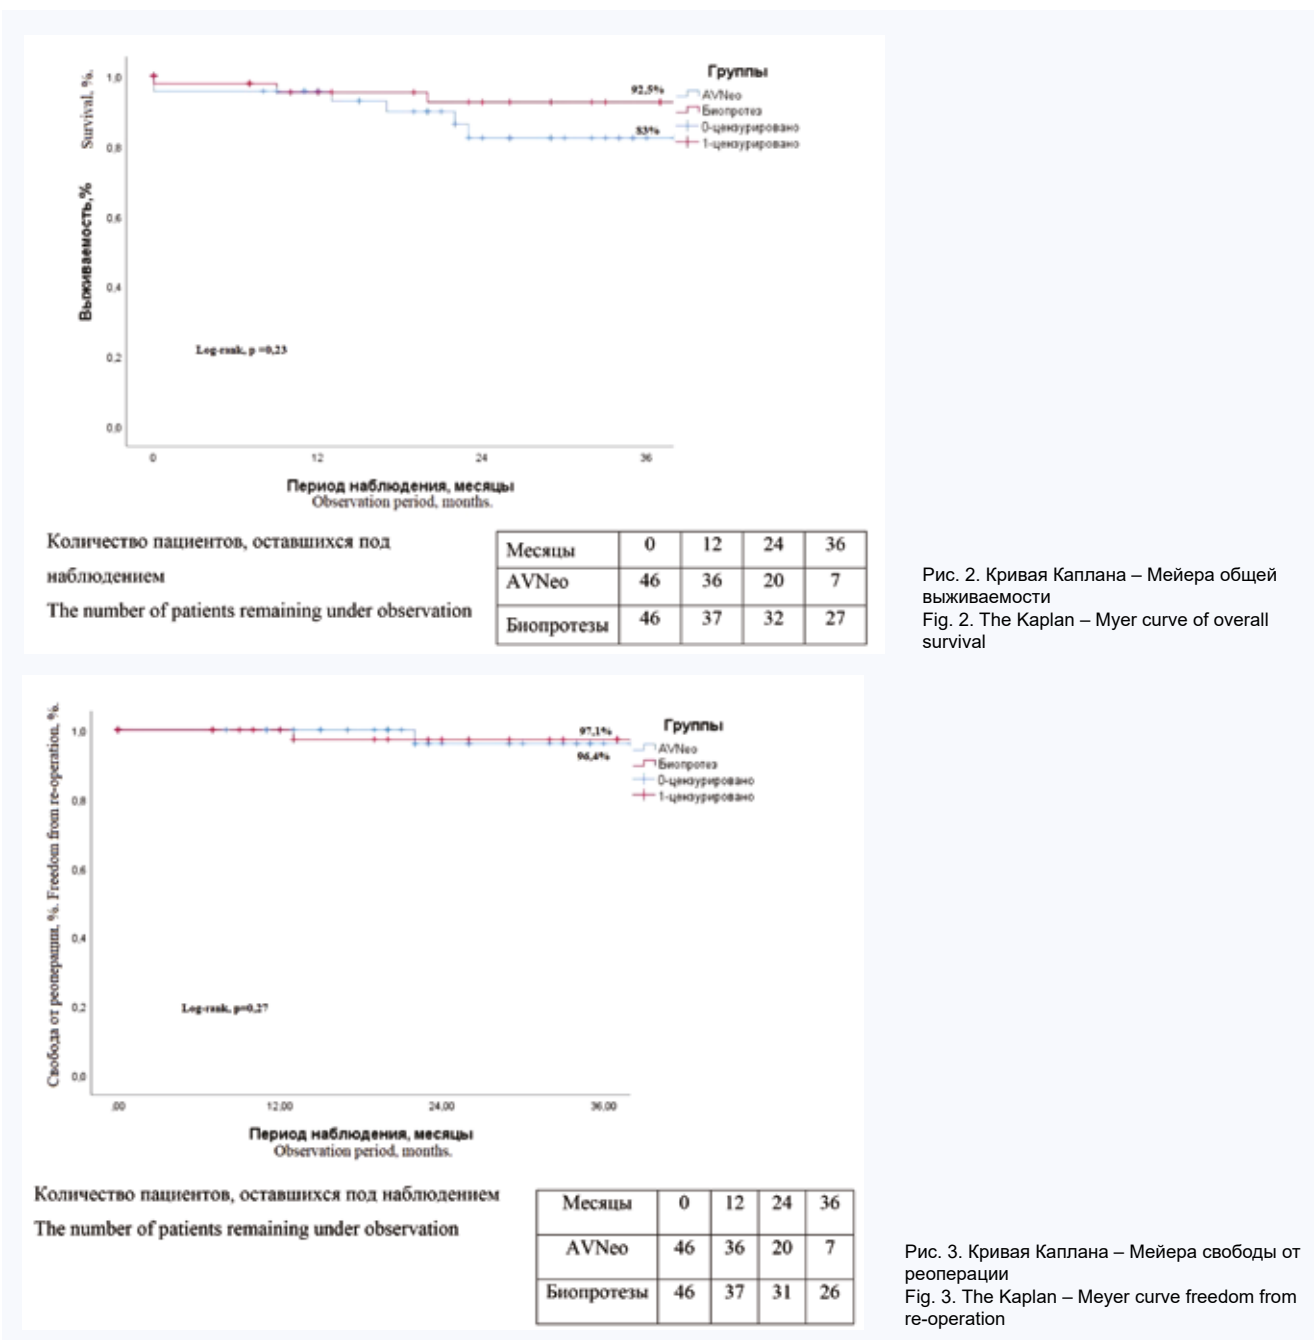 Survival, %.
Выживаемость,%
1,0
0,8
0,6
0,4
0,2
0,0
92,5%
83%
Группы
AVNeo
Биопротез
0-цензурировано
1-цензурировано
Log-rank, p =0,23
0 12 24 36
Период наблюдения, месяцы
Observation period, months.
Количество пациентов, оставшихся под
наблюдением
The number of patients remaining under observation
Месяцы 0 12 24 36
AVNeo 46 36 20 7
Биопротезы 46 37 32 27
Рис. 2. Кривая Каплана – Мейера общей
выживаемости
Fig. 2. The Kaplan – Myer curve of overall
survival
Свобода от реоперации, %. Freedom from re-operation, %.
1,0
0,8
0,6
0,4
0,2
0,0
97,1%
96,4%
Группы
AVNeo
Биопротез
0-цензурировано
1-цензурировано
Log-rank, p=0,27
,00 12,00 24,00 36,00
Период наблюдения, месяцы
Observation period, months.
Количество пациентов, оставшихся под наблюдением
The number of patients remaining under observation
Месяцы 0 12 24 36
AVNeo 46 36 20 7
Биопротезы 46 37 31 26
Рис. 3. Кривая Каплана – Мейера свободы от
реоперации
Fig. 3. The Kaplan – Meyer curve freedom from
re-operation